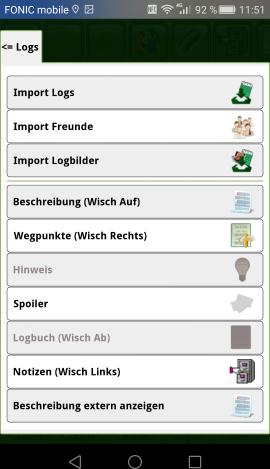 FONIC mobile 92 % 11:51
<= Logs
Import Logs
Import Freunde
Import Logbilder
Beschreibung (Wisch Auf)
Wegpunkte (Wisch Rechts)
Hinweis
Spoiler
Logbuch (Wisch Ab)
Notizen (Wisch Links)
Beschreibung extern anzeigen